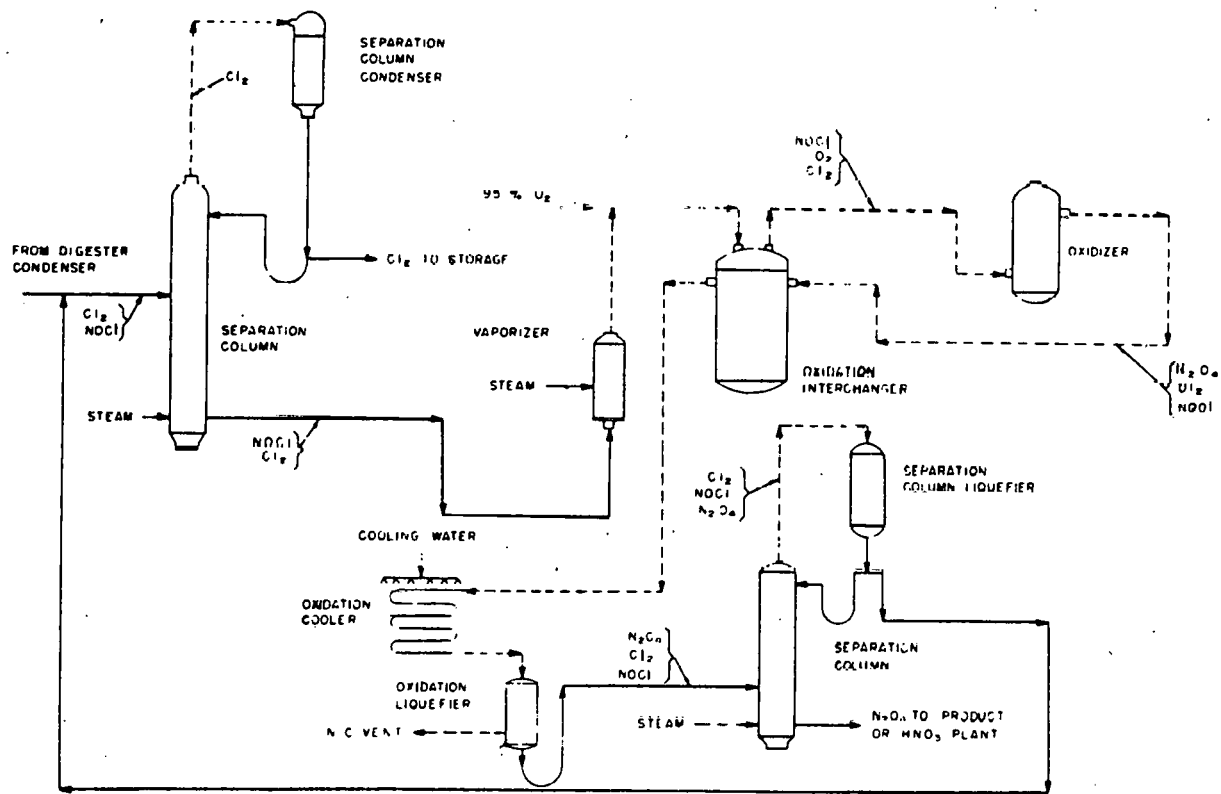 SEPARATION
COLUMN
CONDENSER
Cl₂
NOCl
O₂
Cl₂
95 % O₂
FROM DIGESTER
CONDENSER
Cl₂ TO STORAGE
OXIDIZER
Cl₂
NOCl
SEPARATION
COLUMN
VAPORIZER
STEAM
OXIDATION
INTERCHANGER
N₂O₄
Cl₂
NOCl
STEAM
NOCl
Cl₂
Cl₂
NOCl
N₂O₄
SEPARATION
COLUMN LIQUEFIER
COOLING WATER
OXIDATION
COOLER
N₂O₄
Cl₂
NOCl
SEPARATION
COLUMN
OXIDATION
LIQUEFIER
STEAM
N₂O₄ TO PRODUCT
OR HNO₃ PLANT
VENT